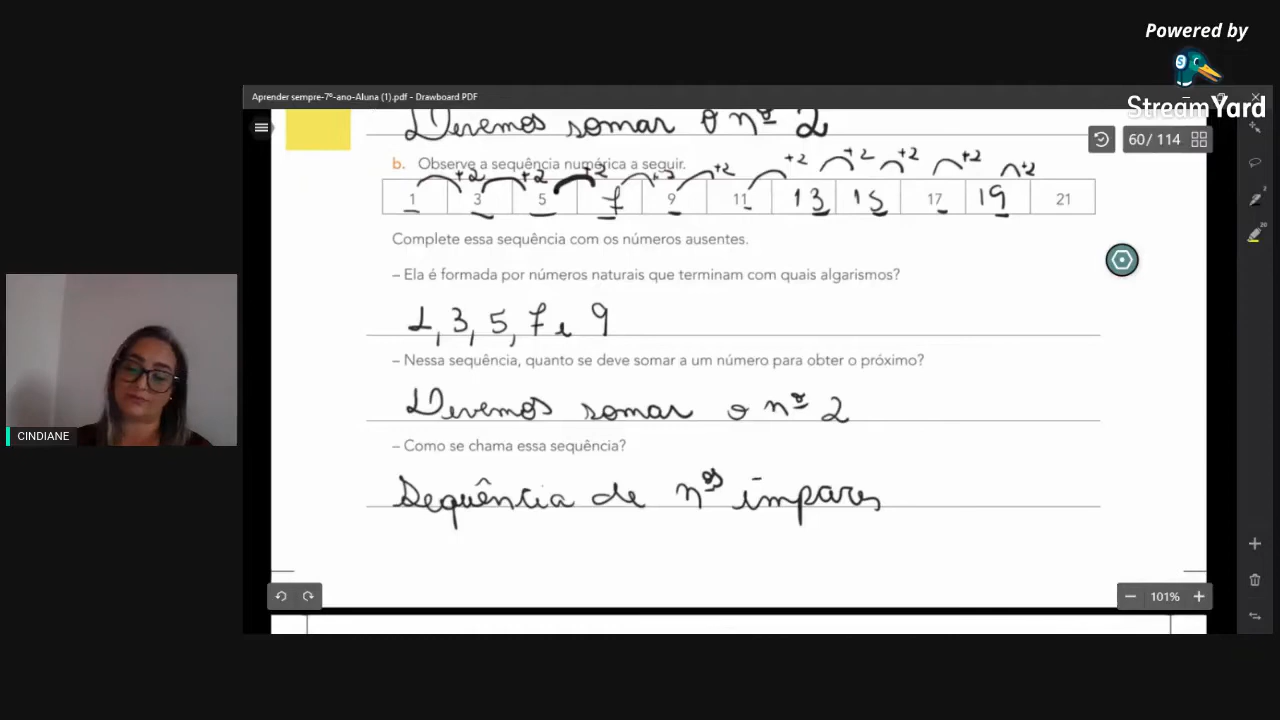 Powered by
StreamYard
Aprender sempre-7º-ano-Aluna (1).pdf - Drawboard PDF
60 / 114
Devemos somar o nº 2
b. Observe a sequência numérica a seguir.
+2 +2 +2 +2 +2 +2 +2 +2 +2 +2
1 3 5 7 9 11 13 15 17 19 21
Complete essa sequência com os números ausentes.
– Ela é formada por números naturais que terminam com quais algarismos?
1, 3, 5, 7 e 9
– Nessa sequência, quanto se deve somar a um número para obter o próximo?
Devemos somar o nº 2
– Como se chama essa sequência?
Sequência de nºs ímpares
CINDIANE
101%